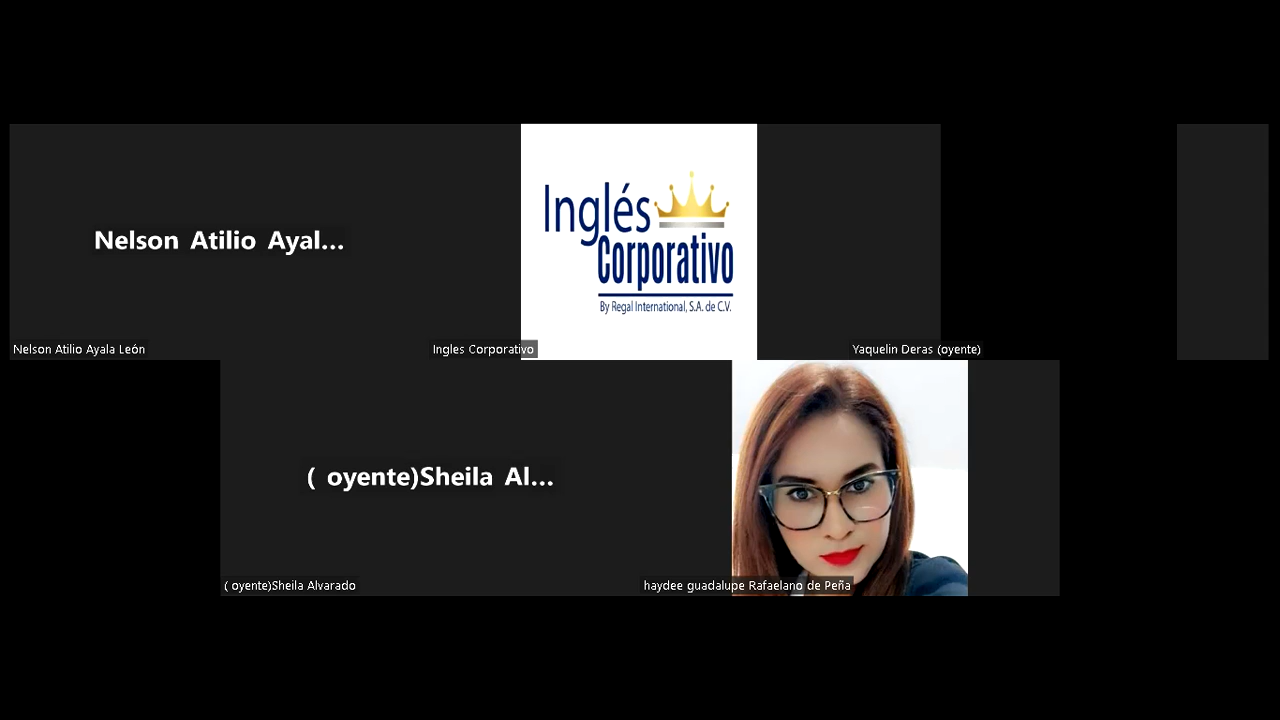 Nelson Atilio Ayal...
Inglés
Corporativo
By Regal International, S.A. de C.V.
Nelson Atilio Ayala León
Ingles Corporativo
Yaquelin Deras (oyente)
( oyente)Sheila Al...
( oyente)Sheila Alvarado
haydee guadalupe Rafaelano de Peña